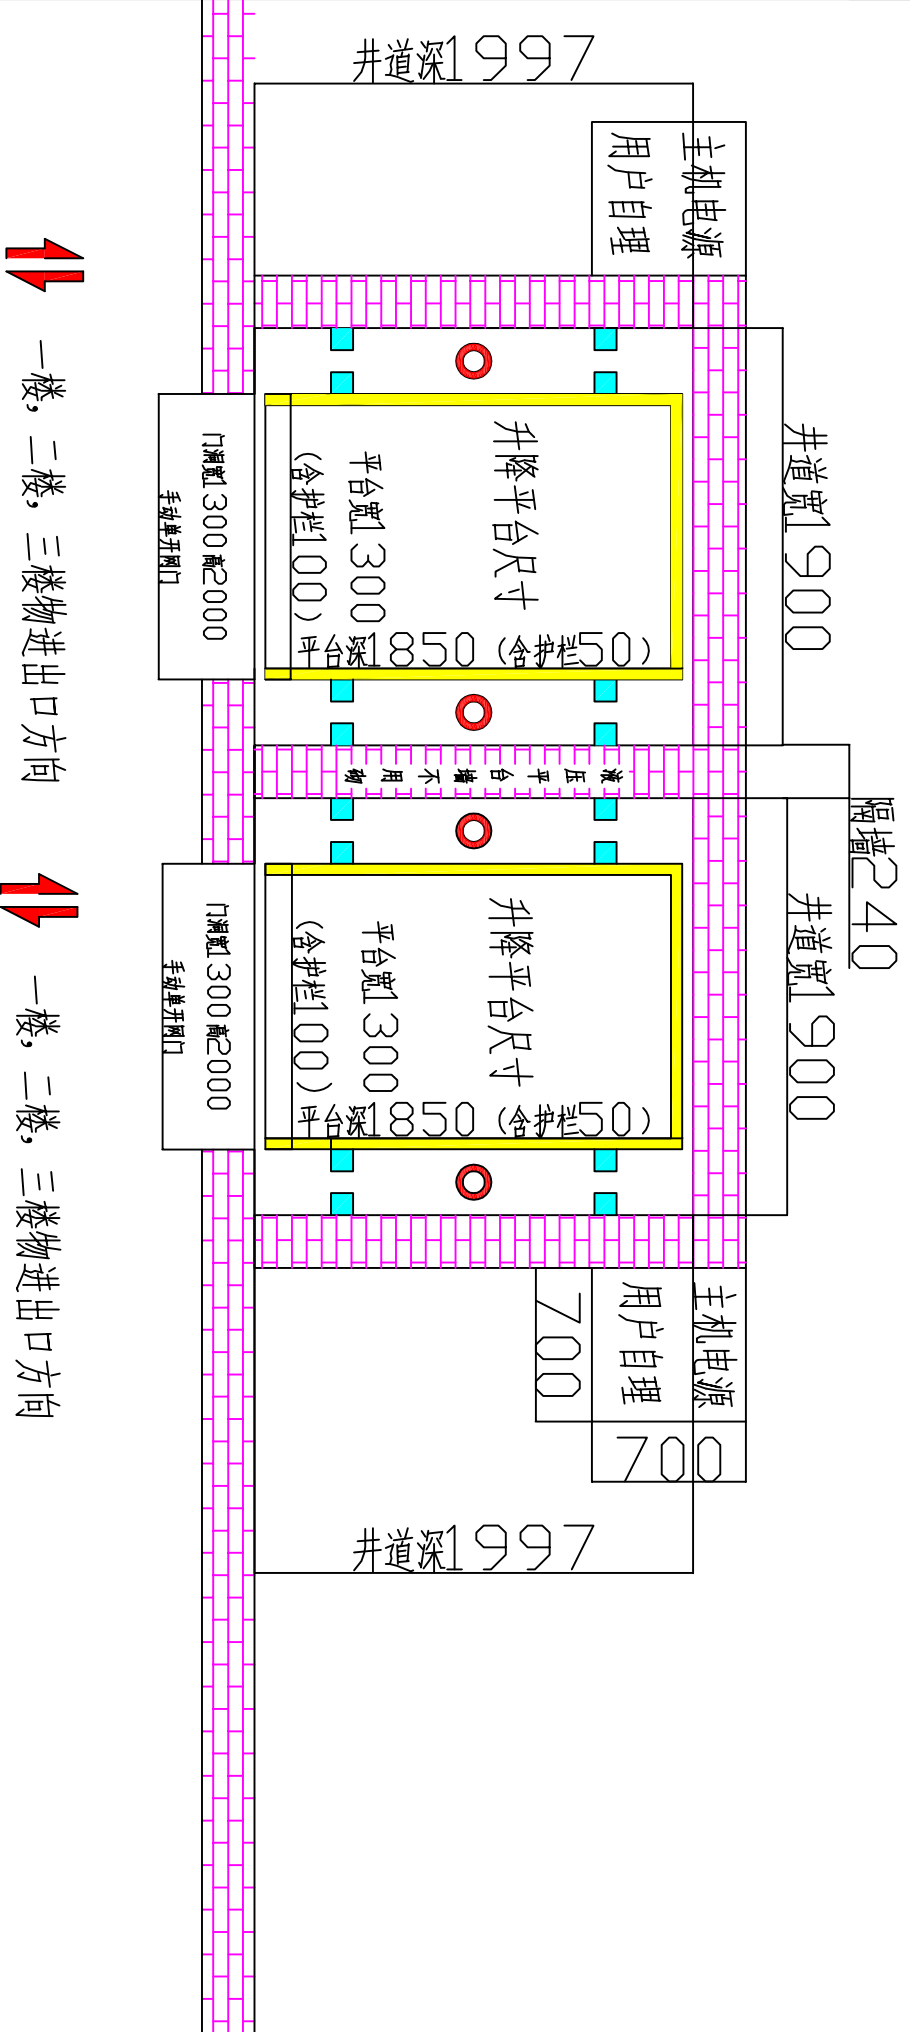 井道深1997
主机电源
用户自理
井道宽1900
升降平台尺寸
平台宽1300
(含护栏100)
平台深1850 (含护栏50)
门洞宽1300 高2000
手动单开网门
一楼, 二楼, 三楼物进出口方向
隔墙240
井道宽1900
升降平台尺寸
平台宽1300
(含护栏100)
平台深1850 (含护栏50)
门洞宽1300 高2000
手动单开网门
一楼, 二楼, 三楼物进出口方向
主机电源
用户自理
700
700
井道深1997